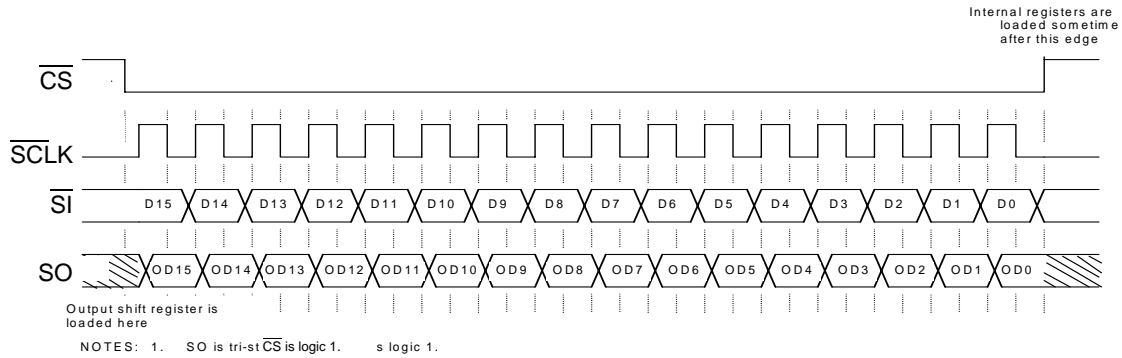 Internal registers are
loaded sometime
after this edge
CS
SCLK
SI
D15 D14 D13 D12 D11 D10 D9 D8 D7 D6 D5 D4 D3 D2 D1 D0
SO
OD15 OD14 OD13 OD12 OD11 OD10 OD9 OD8 OD7 OD6 OD5 OD4 OD3 OD2 OD1 OD0
Output shift register is
loaded here
NOTES: 1. SO is tri-st CS is logic 1. s logic 1.